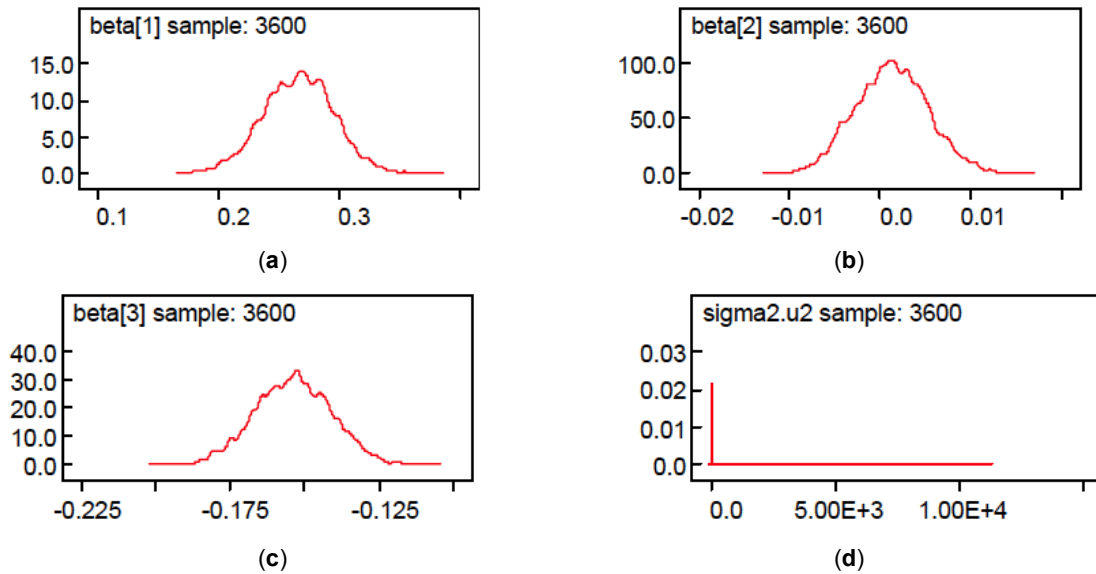 beta[1] sample: 3600
15.0
10.0
5.0
0.0
0.1 0.2 0.3
(a)
beta[2] sample: 3600
100.0
50.0
0.0
-0.02 -0.01 0.0 0.01
(b)
beta[3] sample: 3600
40.0
30.0
20.0
10.0
0.0
-0.225 -0.175 -0.125
(c)
sigma2.u2 sample: 3600
0.03
0.02
0.01
0.0
0.0 5.00E+3 1.00E+4
(d)